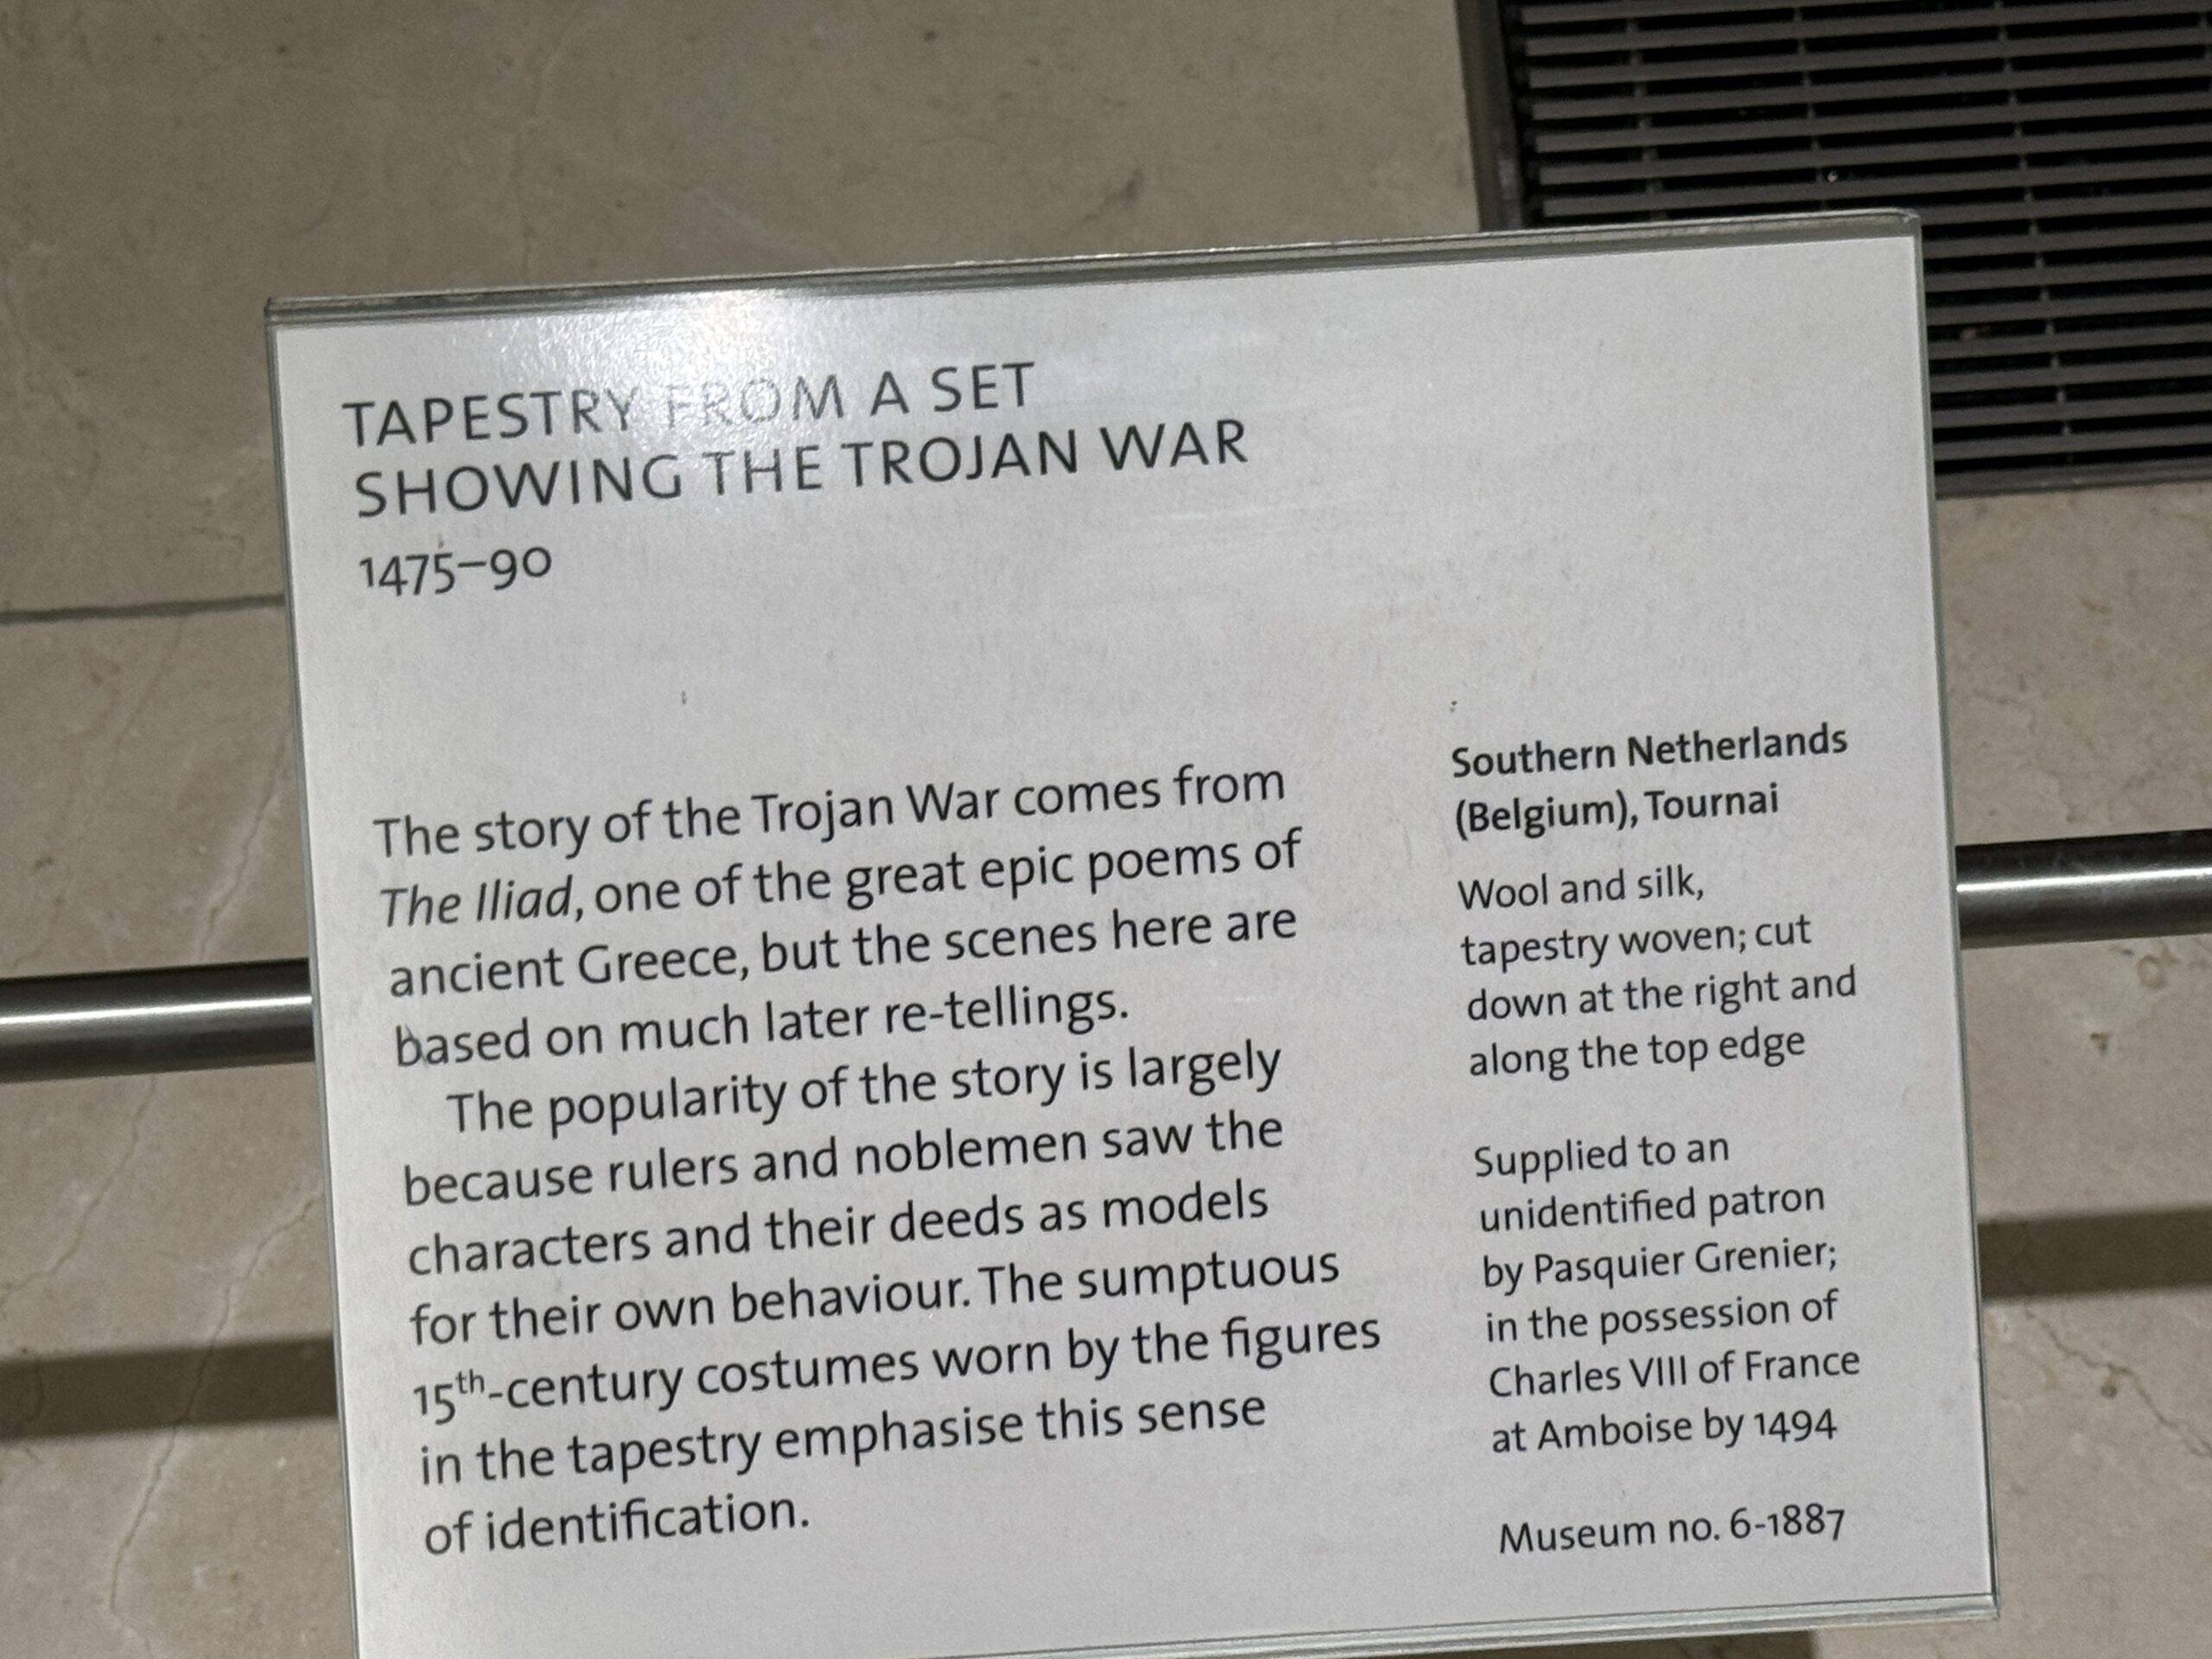 TAPESTRY FROM A SET
SHOWING THE TROJAN WAR
1475–90
The story of the Trojan War comes from
The Iliad, one of the great epic poems of
ancient Greece, but the scenes here are
based on much later re-tellings.
The popularity of the story is largely
because rulers and noblemen saw the
characters and their deeds as models
for their own behaviour. The sumptuous
15th-century costumes worn by the figures
in the tapestry emphasise this sense
of identification.
Southern Netherlands
(Belgium), Tournai
Wool and silk,
tapestry woven; cut
down at the right and
along the top edge
Supplied to an
unidentified patron
by Pasquier Grenier;
in the possession of
Charles VIII of France
at Amboise by 1494
Museum no. 6-1887